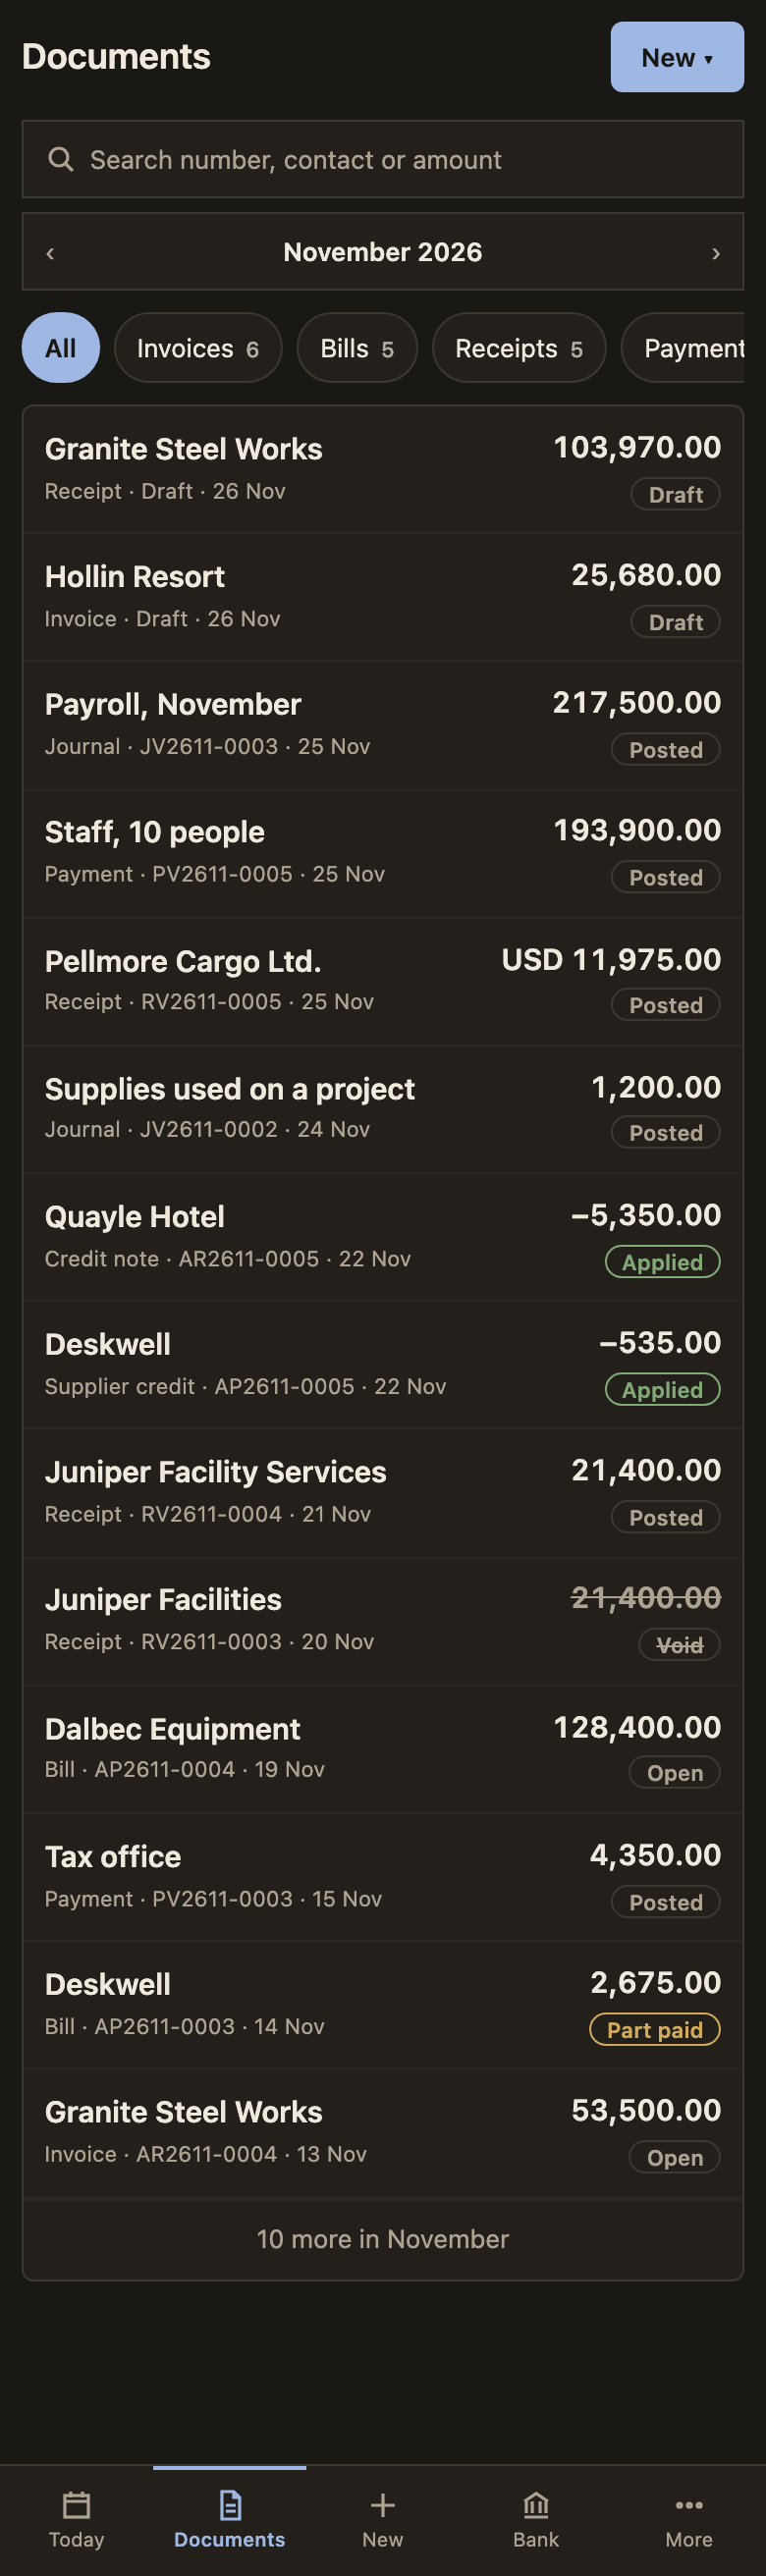 Documents
New ▾
Search number, contact or amount
‹ November 2026 ›
All Invoices 6 Bills 5 Receipts 5 Payment
Granite Steel Works 103,970.00
Receipt · Draft · 26 Nov Draft
Hollin Resort 25,680.00
Invoice · Draft · 26 Nov Draft
Payroll, November 217,500.00
Journal · JV2611-0003 · 25 Nov Posted
Staff, 10 people 193,900.00
Payment · PV2611-0005 · 25 Nov Posted
Pellmore Cargo Ltd. USD 11,975.00
Receipt · RV2611-0005 · 25 Nov Posted
Supplies used on a project 1,200.00
Journal · JV2611-0002 · 24 Nov Posted
Quayle Hotel −5,350.00
Credit note · AR2611-0005 · 22 Nov Applied
Deskwell −535.00
Supplier credit · AP2611-0005 · 22 Nov Applied
Juniper Facility Services 21,400.00
Receipt · RV2611-0004 · 21 Nov Posted
Juniper Facilities 21,400.00
Receipt · RV2611-0003 · 20 Nov Void
Dalbec Equipment 128,400.00
Bill · AP2611-0004 · 19 Nov Open
Tax office 4,350.00
Payment · PV2611-0003 · 15 Nov Posted
Deskwell 2,675.00
Bill · AP2611-0003 · 14 Nov Part paid
Granite Steel Works 53,500.00
Invoice · AR2611-0004 · 13 Nov Open
10 more in November
Today Documents New Bank More